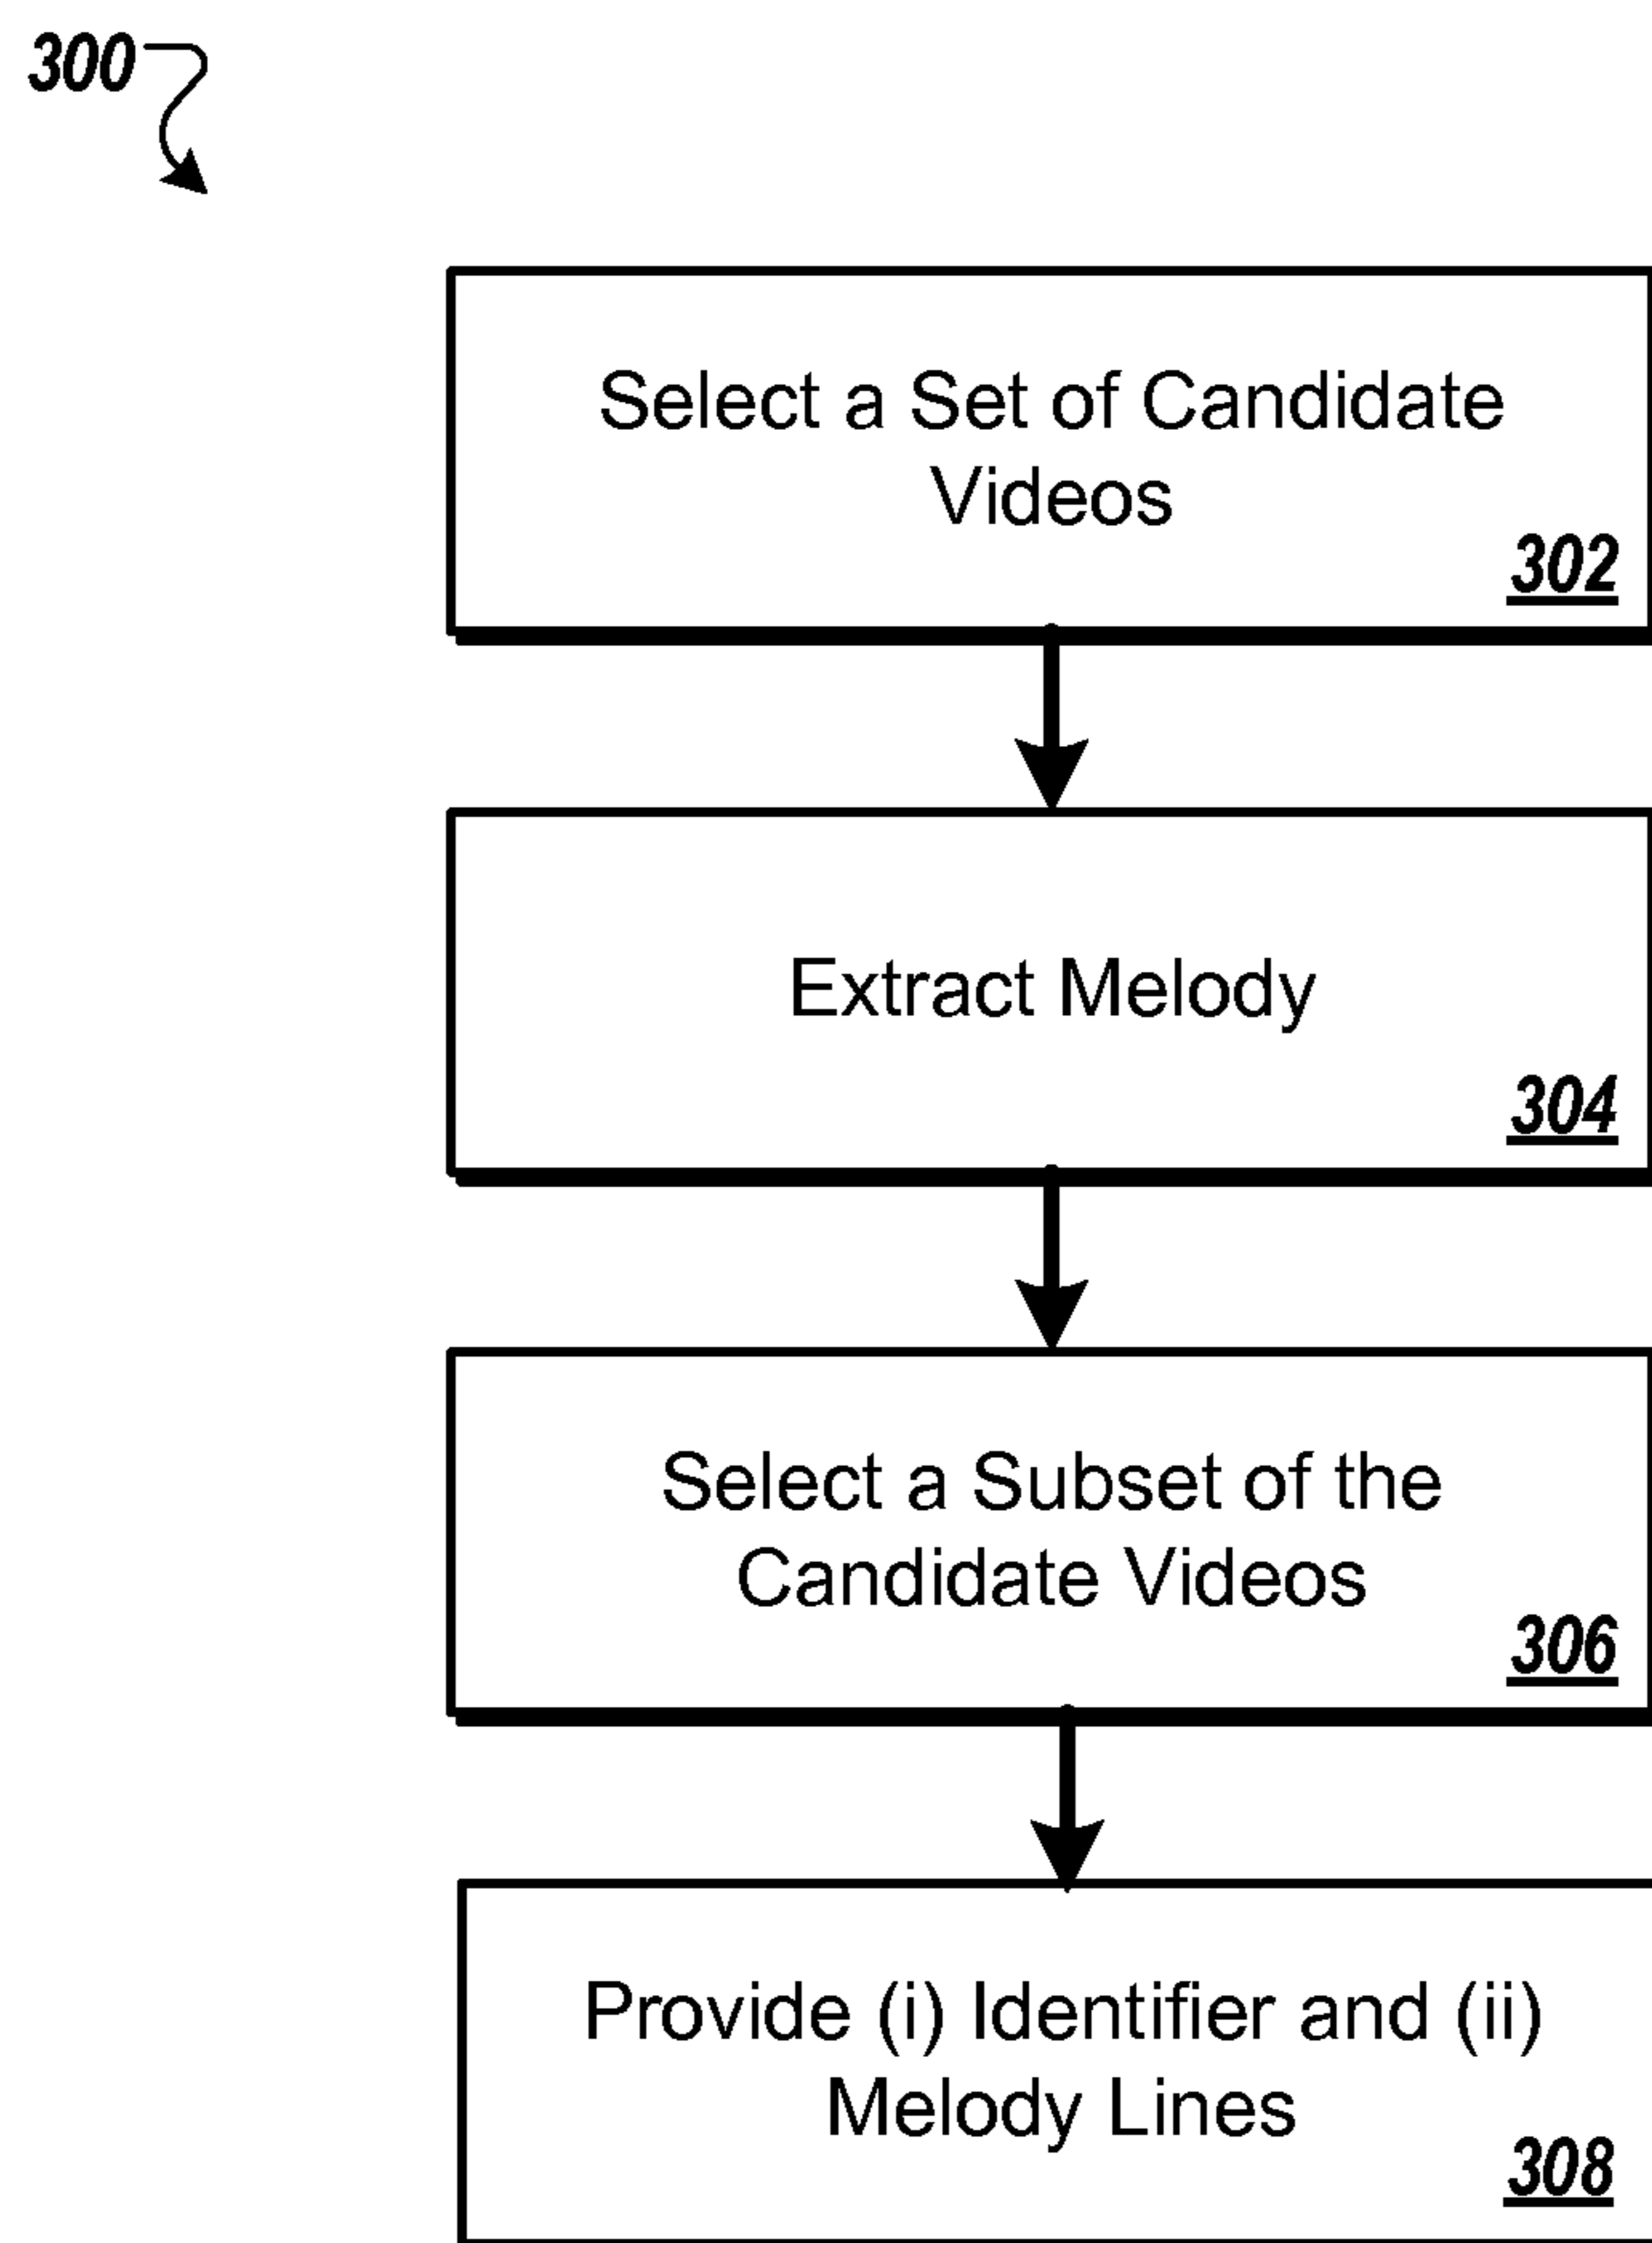 300
Select a Set of Candidate
Videos
302
Extract Melody
304
Select a Subset of the
Candidate Videos
306
Provide (i) Identifier and (ii)
Melody Lines
308